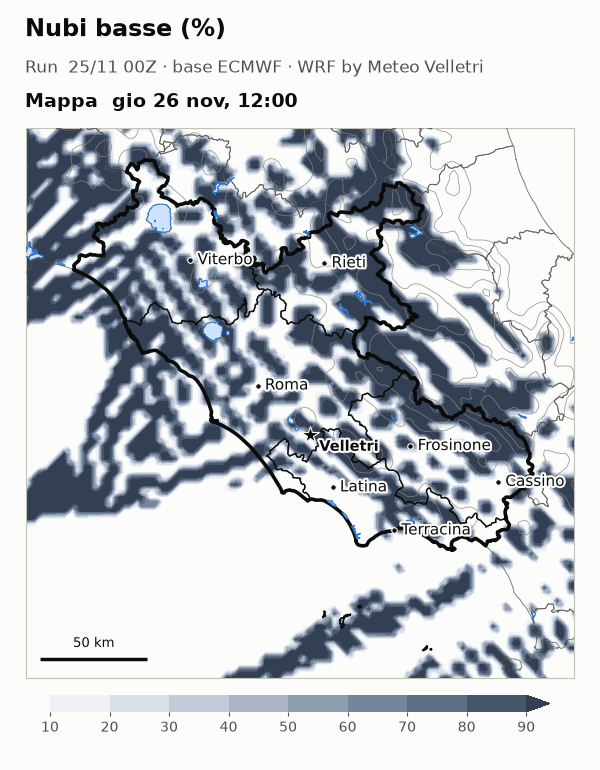 Nubi basse (%)
Run 25/11 00Z · base ECMWF · WRF by Meteo Velletri
Mappa gio 26 nov, 12:00
Viterbo
Rieti
Roma
Velletri
Frosinone
Latina
Cassino
Terracina
50 km
10 20 30 40 50 60 70 80 90